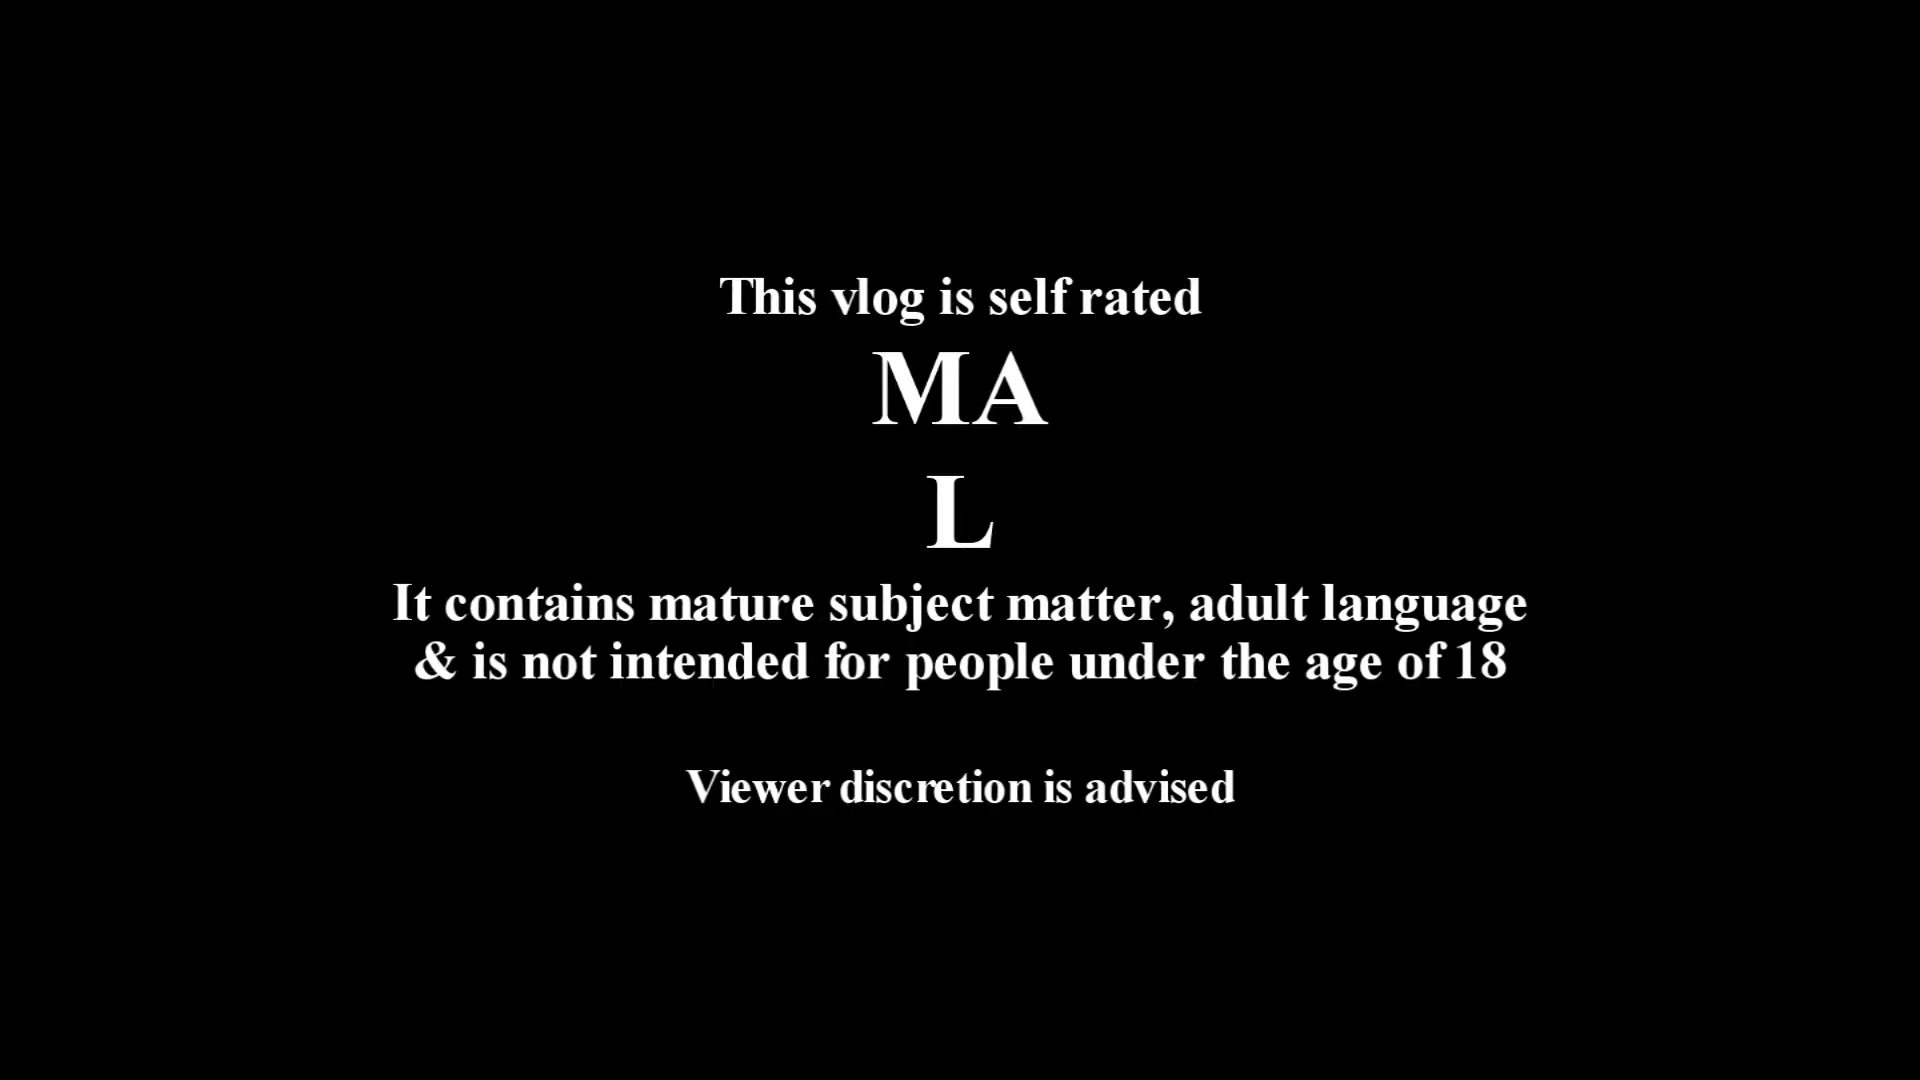 This vlog is self rated
MA
L
It contains mature subject matter, adult language
& is not intended for people under the age of 18
Viewer discretion is advised